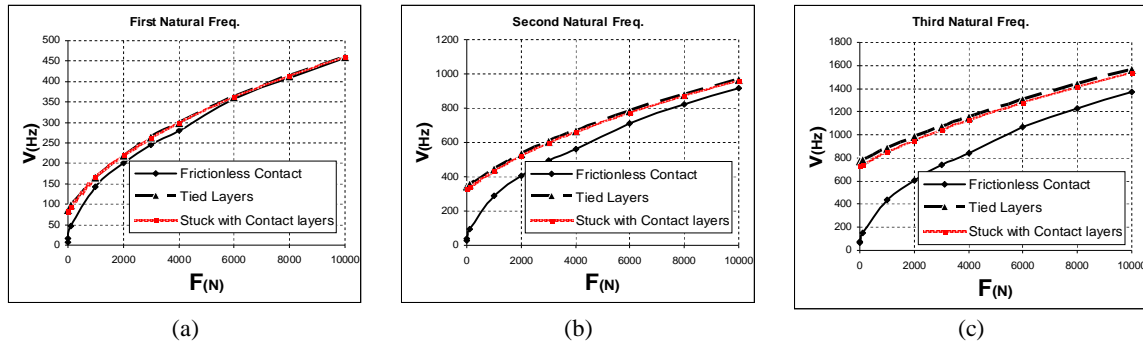 First Natural Freq.
500
450
400
350
300
250
200
150
100
50
0
V(Hz)
Frictionless Contact
Tied Layers
Stuck with Contact layers
0 2000 4000 6000 8000 10000
F(N)
(a)
Second Natural Freq.
1200
1000
800
600
400
200
0
V(Hz)
Frictionless Contact
Tied Layers
Stuck with Contact layers
0 2000 4000 6000 8000 10000
F(N)
(b)
Third Natural Freq.
1800
1600
1400
1200
1000
800
600
400
200
0
V(Hz)
Frictionless Contact
Tied Layers
Stuck with Contact layers
0 2000 4000 6000 8000 10000
F(N)
(c)